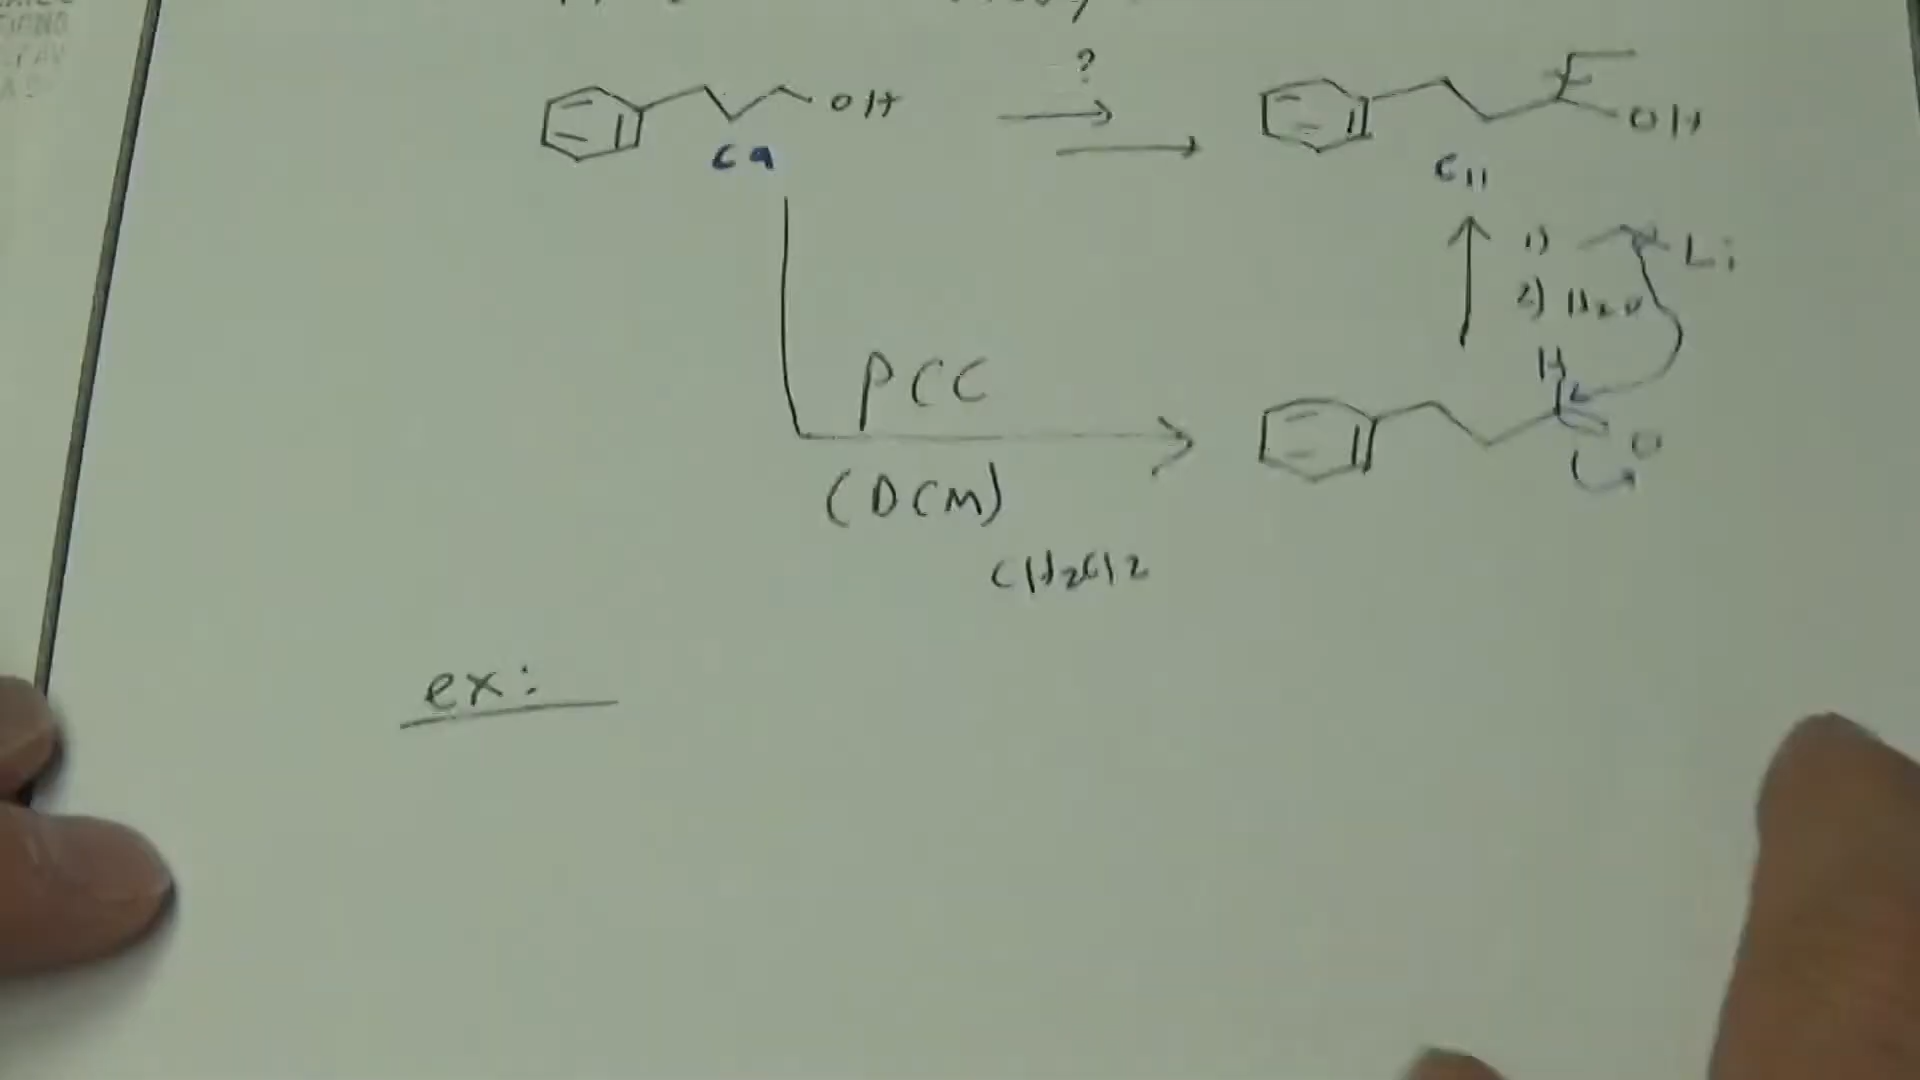 ?
OH
OH
C9
C11
1) Li
2) H2O
H
PCC
O
(DCM)
CH2Cl2
ex: